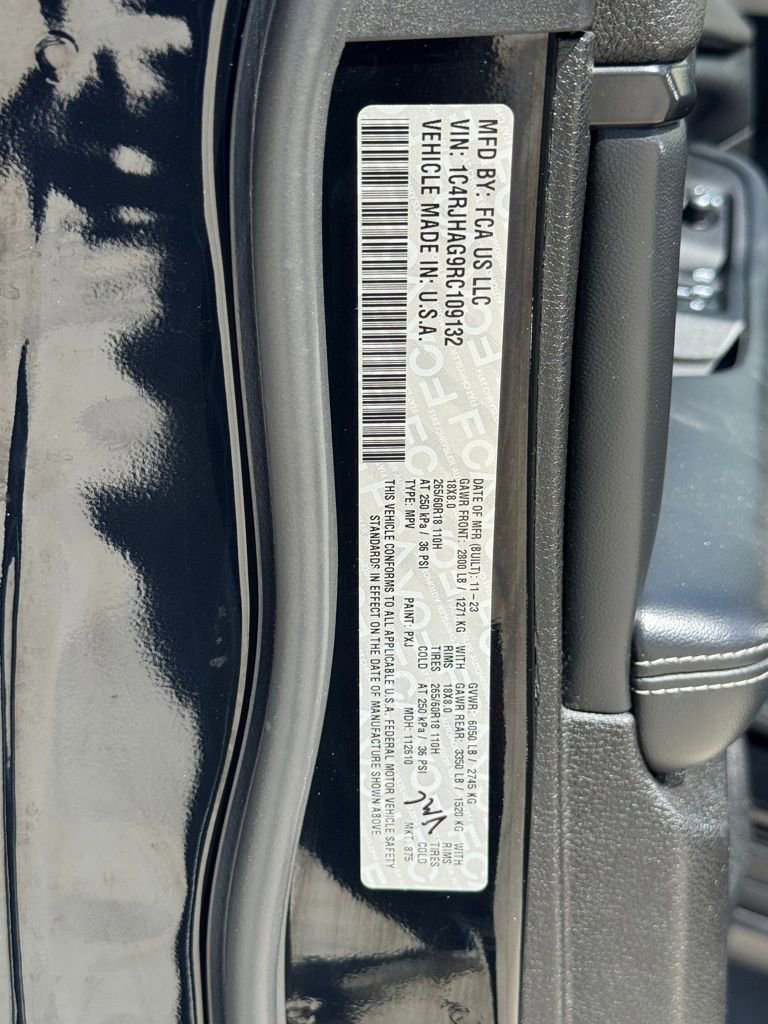 MFD BY: FCA US LLC
VIN: 1C4RJHAG9RC109132
VEHICLE MADE IN: U.S.A.
DATE OF MFR (BUILT): 11-23 GVWR: 6050 LB / 2745 KG
GAWR FRONT: 2800 LB / 1271 KG WITH GAWR REAR: 3350 LB / 1520 KG WITH
18X8.0 RIMS 18X8.0 RIMS
265/60R18 110H TIRES 265/60R18 110H TIRES
AT 250 kPa / 36 PSI COLD AT 250 kPa / 36 PSI COLD
TYPE: MPV PAINT: PXJ MDH: 112610 MKT: 875
THIS VEHICLE CONFORMS TO ALL APPLICABLE U.S.A. FEDERAL MOTOR VEHICLE SAFETY
STANDARDS IN EFFECT ON THE DATE OF MANUFACTURE SHOWN ABOVE